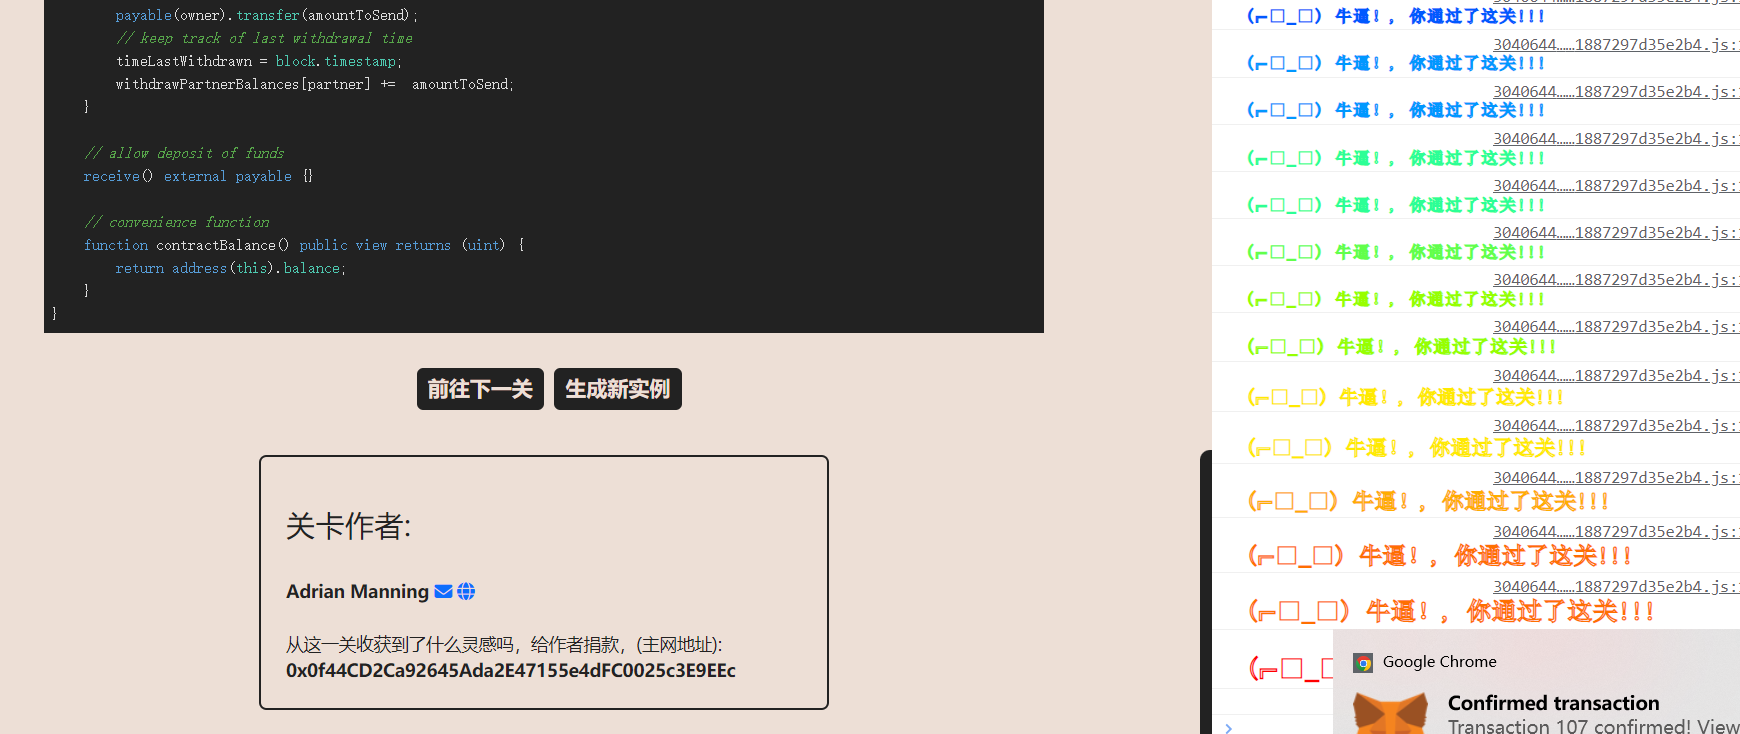 payable(owner).transfer(amountToSend);
// keep track of last withdrawal time
timeLastWithdrawn = block.timestamp;
withdrawPartnerBalances[partner] +=  amountToSend;
}
// allow deposit of funds
receive() external payable {}
// convenience function
function contractBalance() public view returns (uint) {
return address(this).balance;
}
}
前往下一关
生成新实例
关卡作者:
Adrian Manning
从这一关收获到了什么灵感吗，给作者捐款，(主网地址):
0x0f44CD2Ca92645Ada2E47155e4dFC0025c3E9EEc
(⌐□_□) 牛逼!, 你通过了这关!!!
3040644……1887297d35e2b4.js:
(⌐□_□) 牛逼!, 你通过了这关!!!
3040644……1887297d35e2b4.js:
(⌐□_□) 牛逼!, 你通过了这关!!!
3040644……1887297d35e2b4.js:
(⌐□_□) 牛逼!, 你通过了这关!!!
3040644……1887297d35e2b4.js:
(⌐□_□) 牛逼!, 你通过了这关!!!
3040644……1887297d35e2b4.js:
(⌐□_□) 牛逼!, 你通过了这关!!!
3040644……1887297d35e2b4.js:
(⌐□_□) 牛逼!, 你通过了这关!!!
3040644……1887297d35e2b4.js:
(⌐□_□) 牛逼!, 你通过了这关!!!
3040644……1887297d35e2b4.js:
(⌐□_□) 牛逼!, 你通过了这关!!!
3040644……1887297d35e2b4.js:
(⌐□_□) 牛逼!, 你通过了这关!!!
3040644……1887297d35e2b4.js:
(⌐□_□) 牛逼!, 你通过了这关!!!
3040644……1887297d35e2b4.js:
(⌐□_□) 牛逼!, 你通过了这关!!!
3040644……1887297d35e2b4.js:
(⌐□_□) 牛逼!, 你通过了这关!!!
(⌐□_□
Google Chrome
Confirmed transaction
Transaction 107 confirmed! View